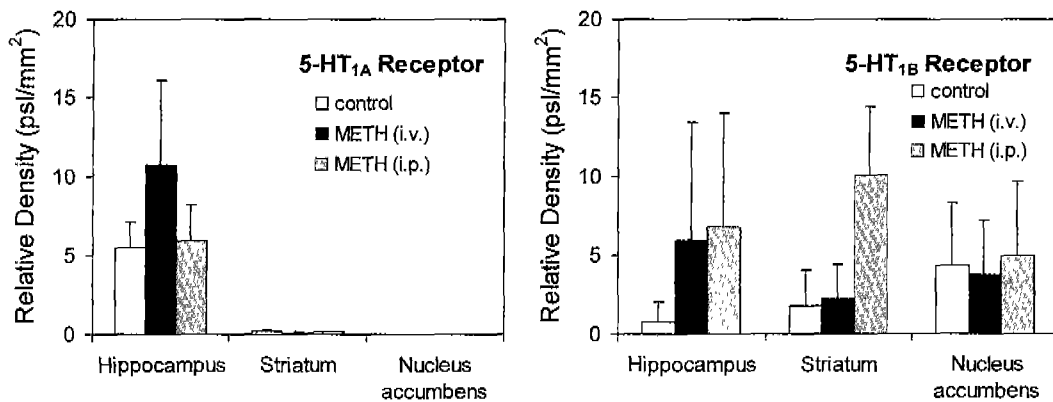 Relative Density (psl/mm²)
20
15
10
5
0
5-HT₁A Receptor
control
METH (i.v.)
METH (i.p.)
Hippocampus
Striatum
Nucleus
accumbens
Relative Density (psl/mm²)
20
15
10
5
0
5-HT₁B Receptor
control
METH (i.v.)
METH (i.p.)
Hippocampus
Striatum
Nucleus
accumbens